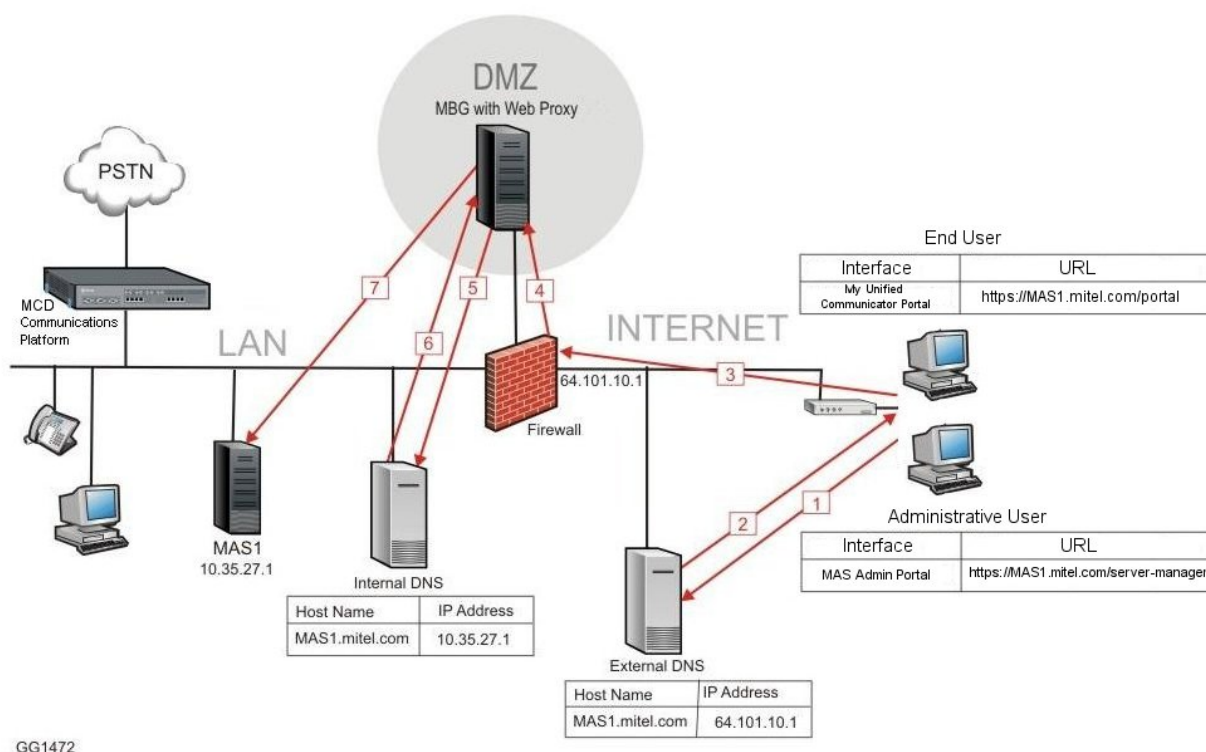 DMZ
MBG with Web Proxy
PSTN
MCD
Communications
Platform
LAN
INTERNET
7
6
5
4
3
2
1
64.101.10.1
Firewall
End User
Interface
URL
My Unified
Communicator Portal
https://MAS1.mitel.com/portal
Administrative User
Interface
URL
MAS Admin Portal
https://MAS1.mitel.com/server-manager
MAS1
10.35.27.1
Internal DNS
Host Name
IP Address
MAS1.mitel.com
10.35.27.1
External DNS
Host Name
IP Address
MAS1.mitel.com
64.101.10.1
GG1472